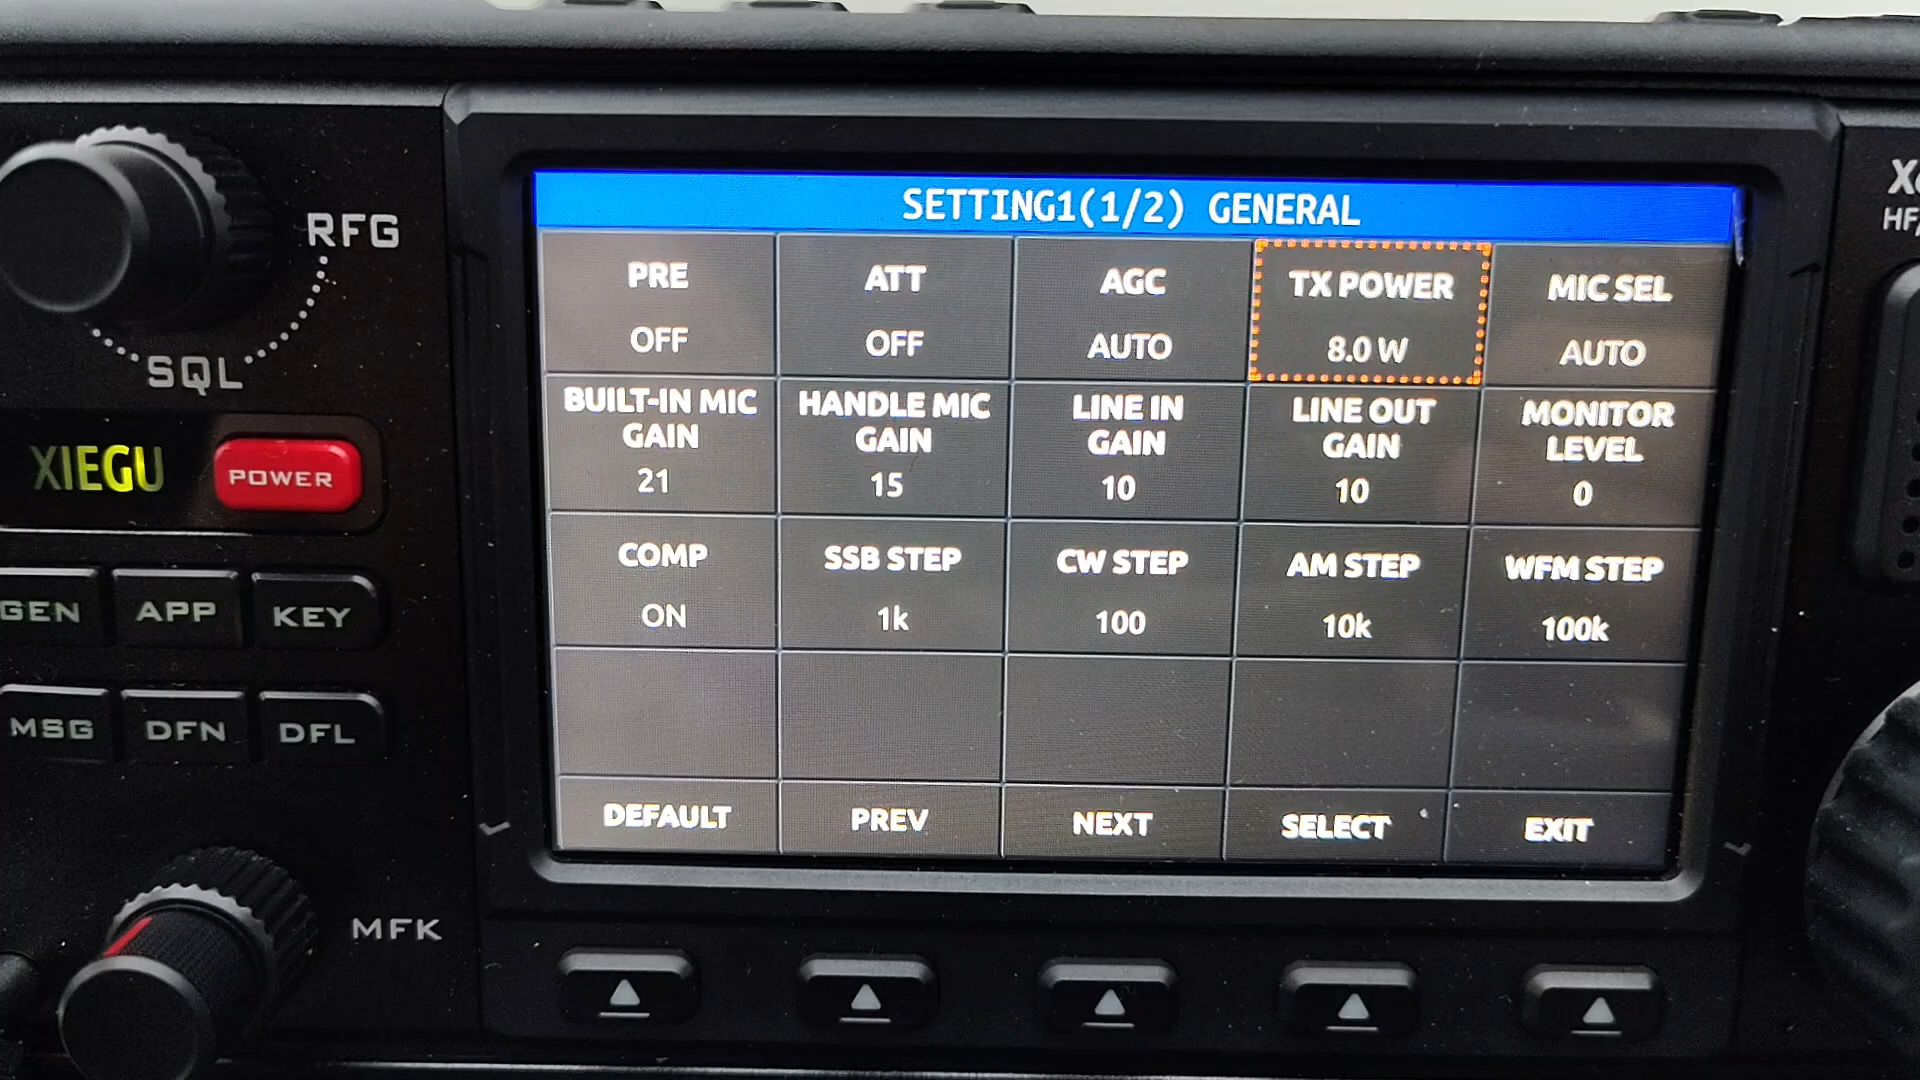 RFG
SQL
XIEGU
POWER
GEN APP KEY
MSG DFN DFL
MFK
SETTING1(1/2) GENERAL
PRE ATT AGC TX POWER MIC SEL
OFF OFF AUTO 8.0 W AUTO
BUILT-IN MIC HANDLE MIC LINE IN LINE OUT MONITOR
GAIN GAIN GAIN GAIN LEVEL
21 15 10 10 0
COMP SSB STEP CW STEP AM STEP WFM STEP
ON 1k 100 10k 100k
DEFAULT PREV NEXT SELECT EXIT